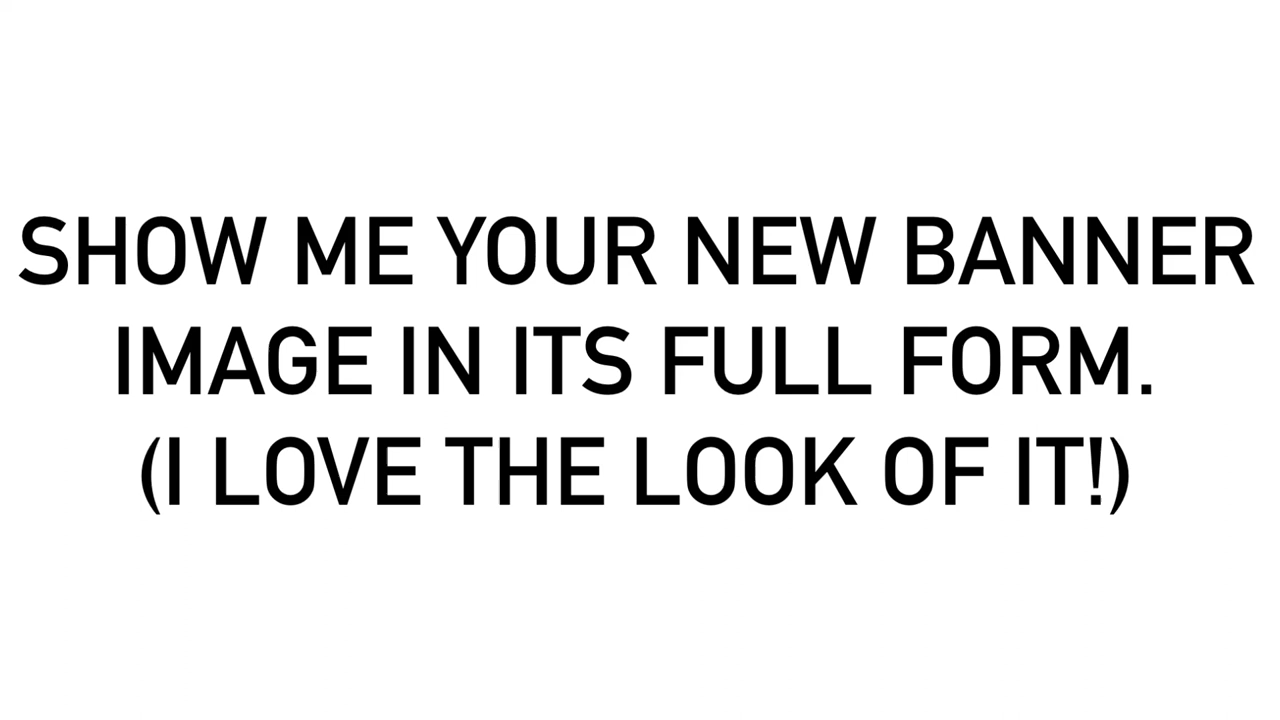 SHOW ME YOUR NEW BANNER
IMAGE IN ITS FULL FORM.
(I LOVE THE LOOK OF IT!)